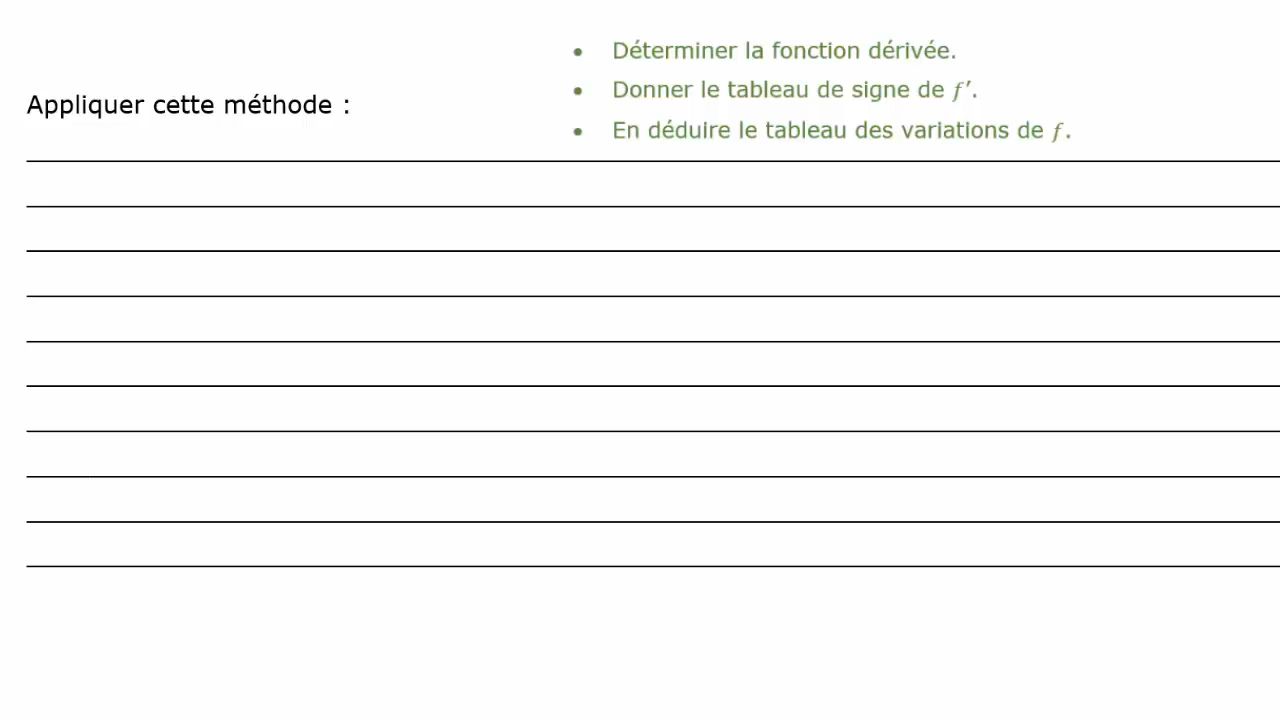 • Déterminer la fonction dérivée.
• Donner le tableau de signe de f′.
Appliquer cette méthode :
• En déduire le tableau des variations de f.